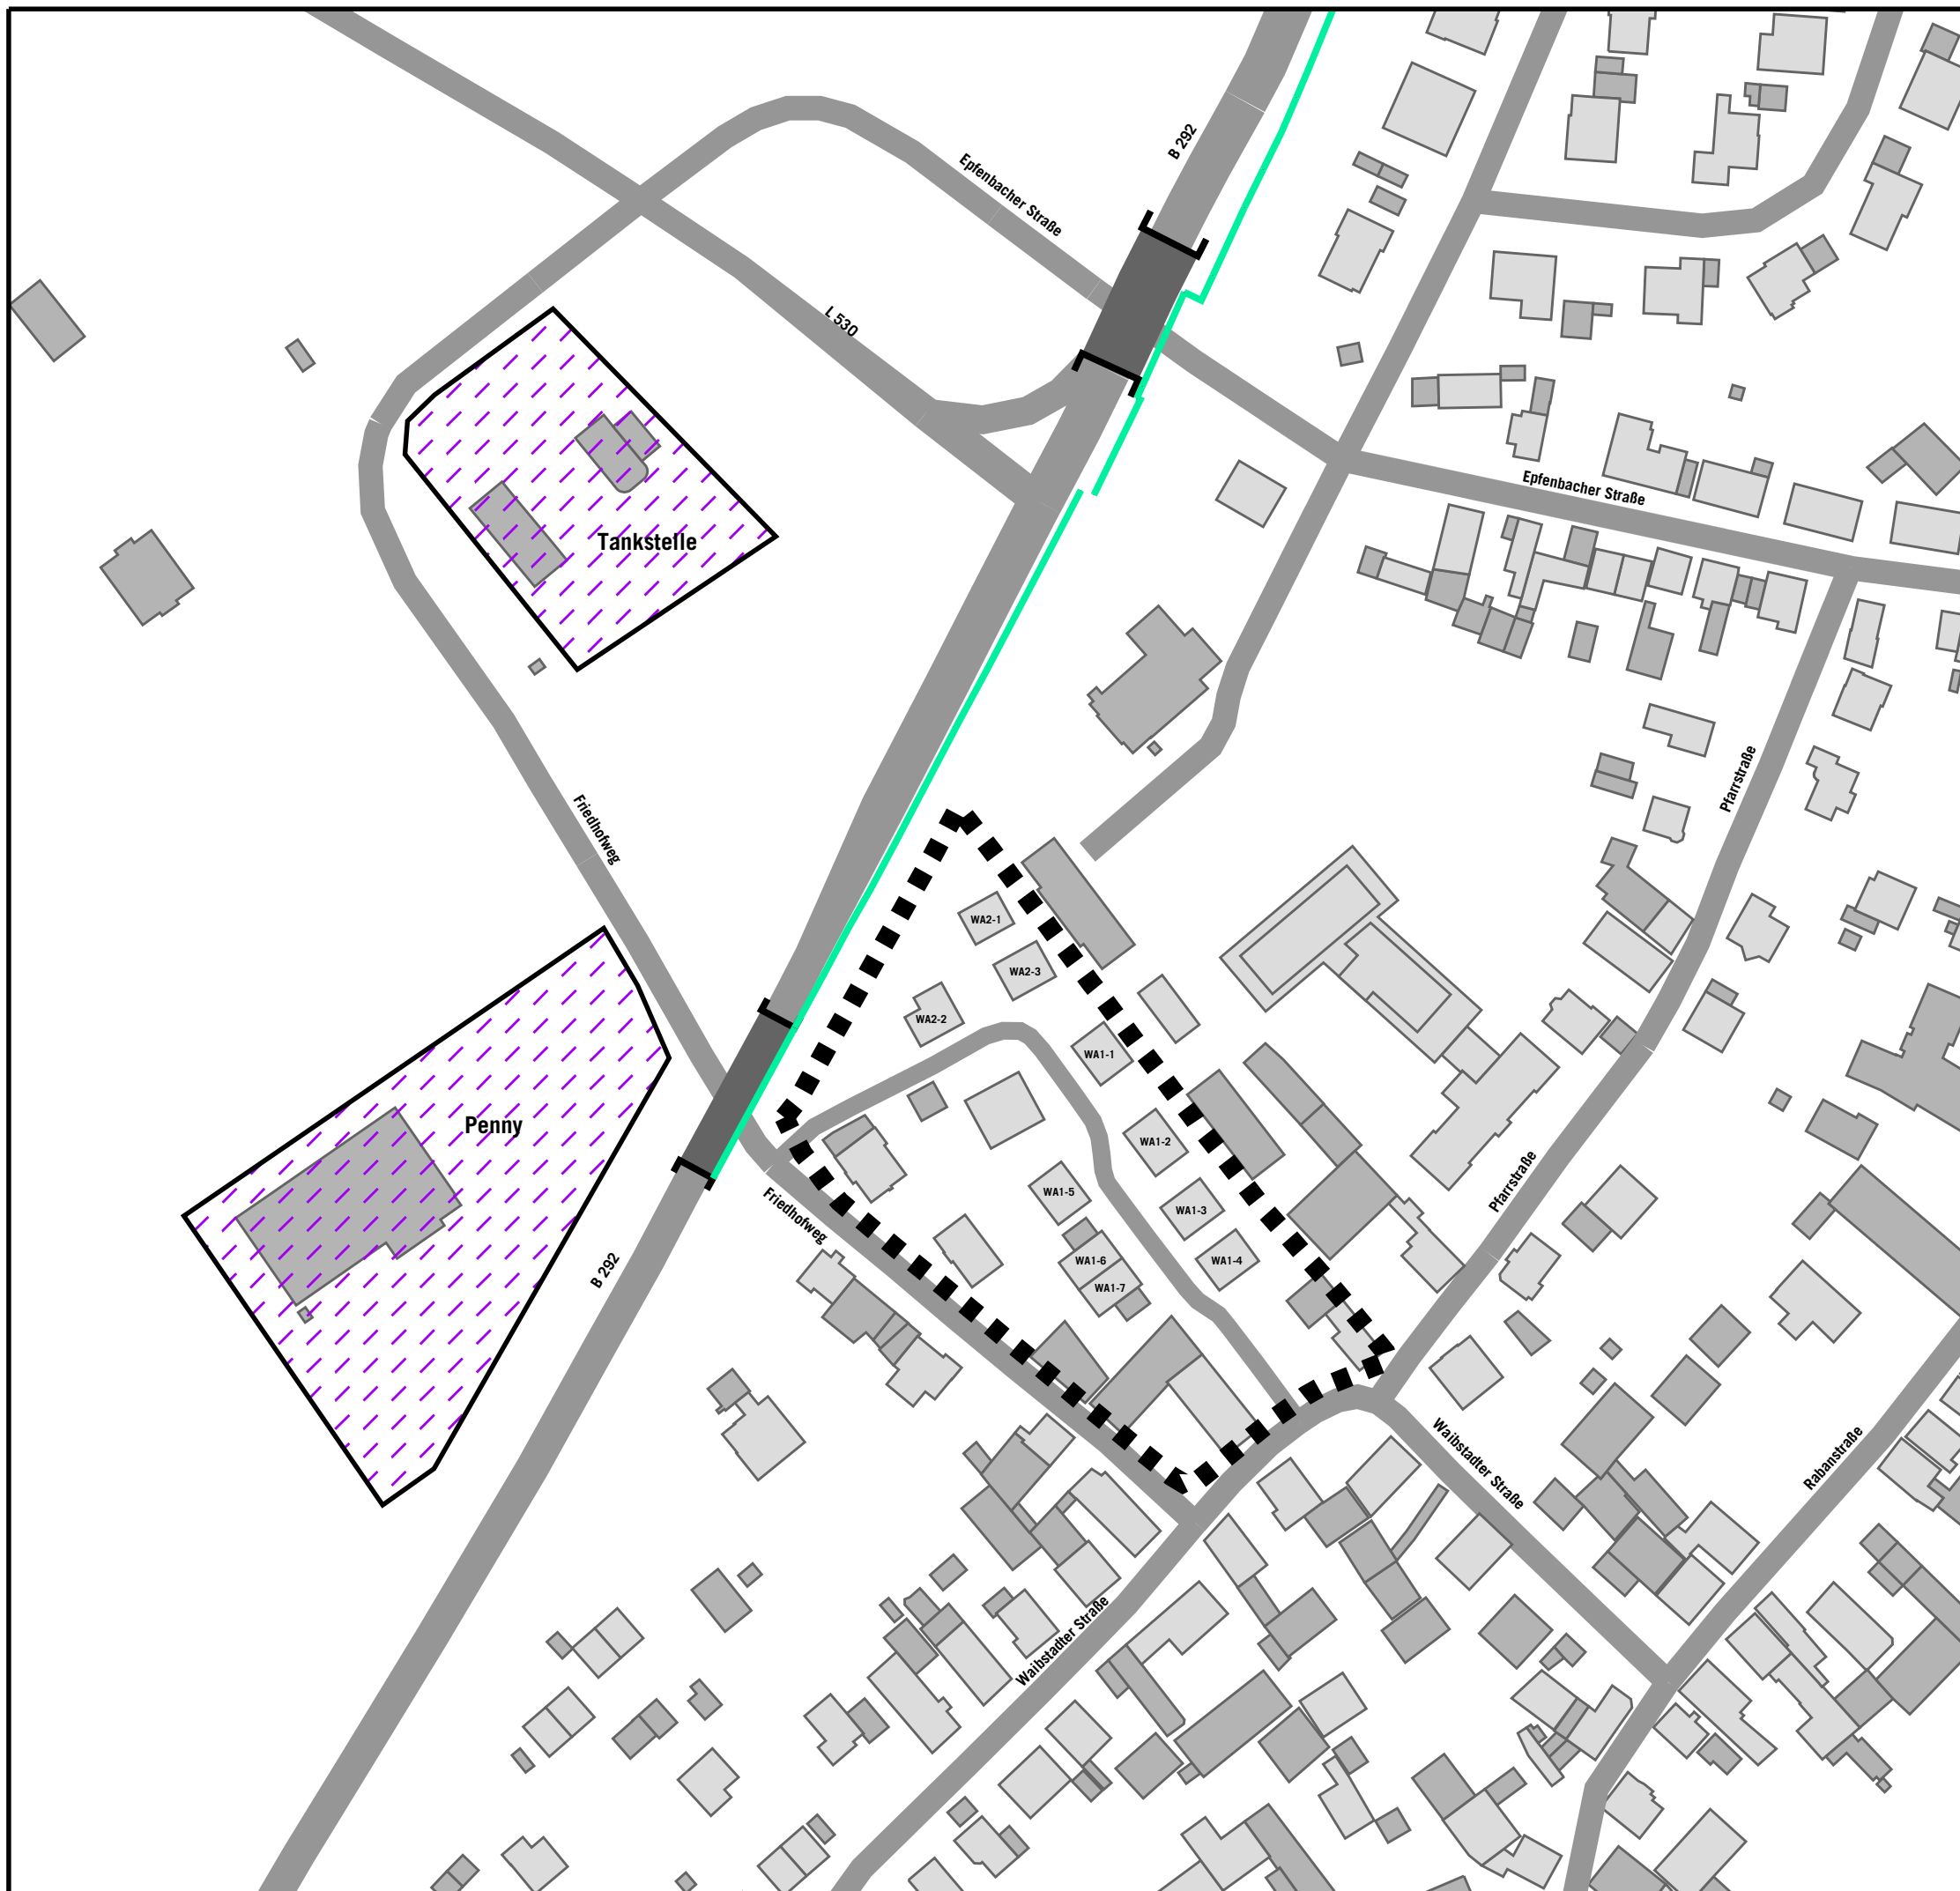 B 292
Epfenbacher Straße
L 530
Epfenbacher Straße
Tankstelle
Pfarrstraße
Friedhofweg
WA2-1
WA2-3
WA2-2
WA1-1
Penny
WA1-2
Pfarrstraße
WA1-5
WA1-3
Friedhofweg
WA1-6
WA1-4
B 292
WA1-7
Waibstadter Straße
Rabanstraße
Waibstadter Straße